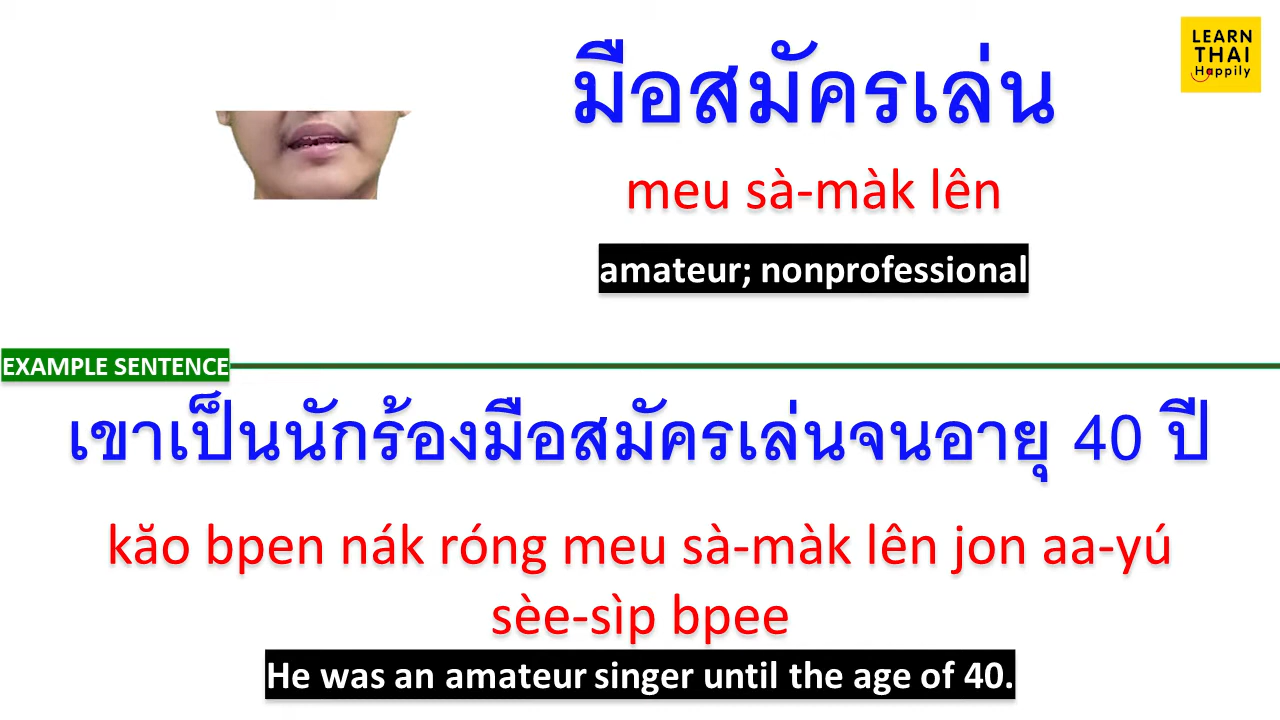 LEARN
THAI
Happily
มือสมัครเล่น
meu sà-màk lên
amateur; nonprofessional
EXAMPLE SENTENCE
เขาเป็นนักร้องมือสมัครเล่นจนอายุ 40 ปี
kăo bpen nák róng meu sà-màk lên jon aa-yú
sèe-sìp bpee
He was an amateur singer until the age of 40.